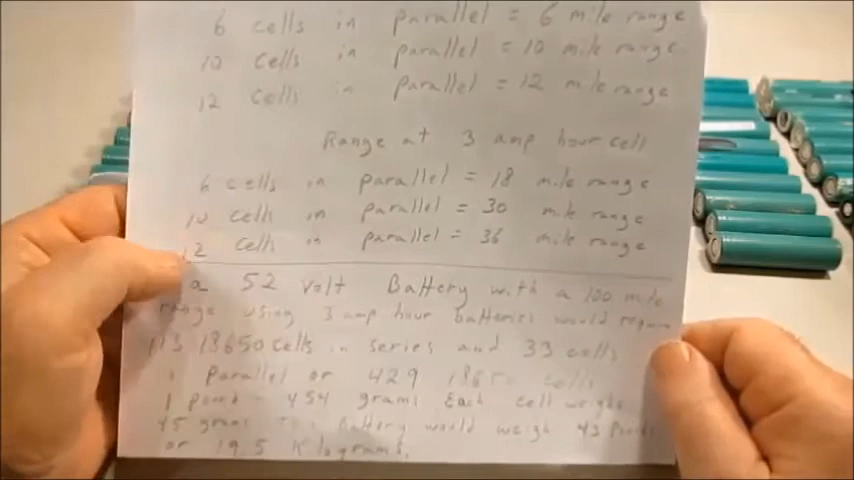 6 cells in parallel = 6 mile range
10 cells in parallel = 10 mile range
12 cells in parallel = 12 mile range
Range at 3 amp hour cell
6 cells in parallel = 18 mile range
10 cells in parallel = 30 mile range
12 cells in parallel = 36 mile range
a 52 volt Battery with a 100 mile
range using 3 amp hour batteries would require
18650 cells in series and 33 cells
Parallel or 429 18650 cells
1 pound = 454 grams Each cell weighs
45 grams This Battery would weigh 43 Pounds
or 19.5 Kilograms.